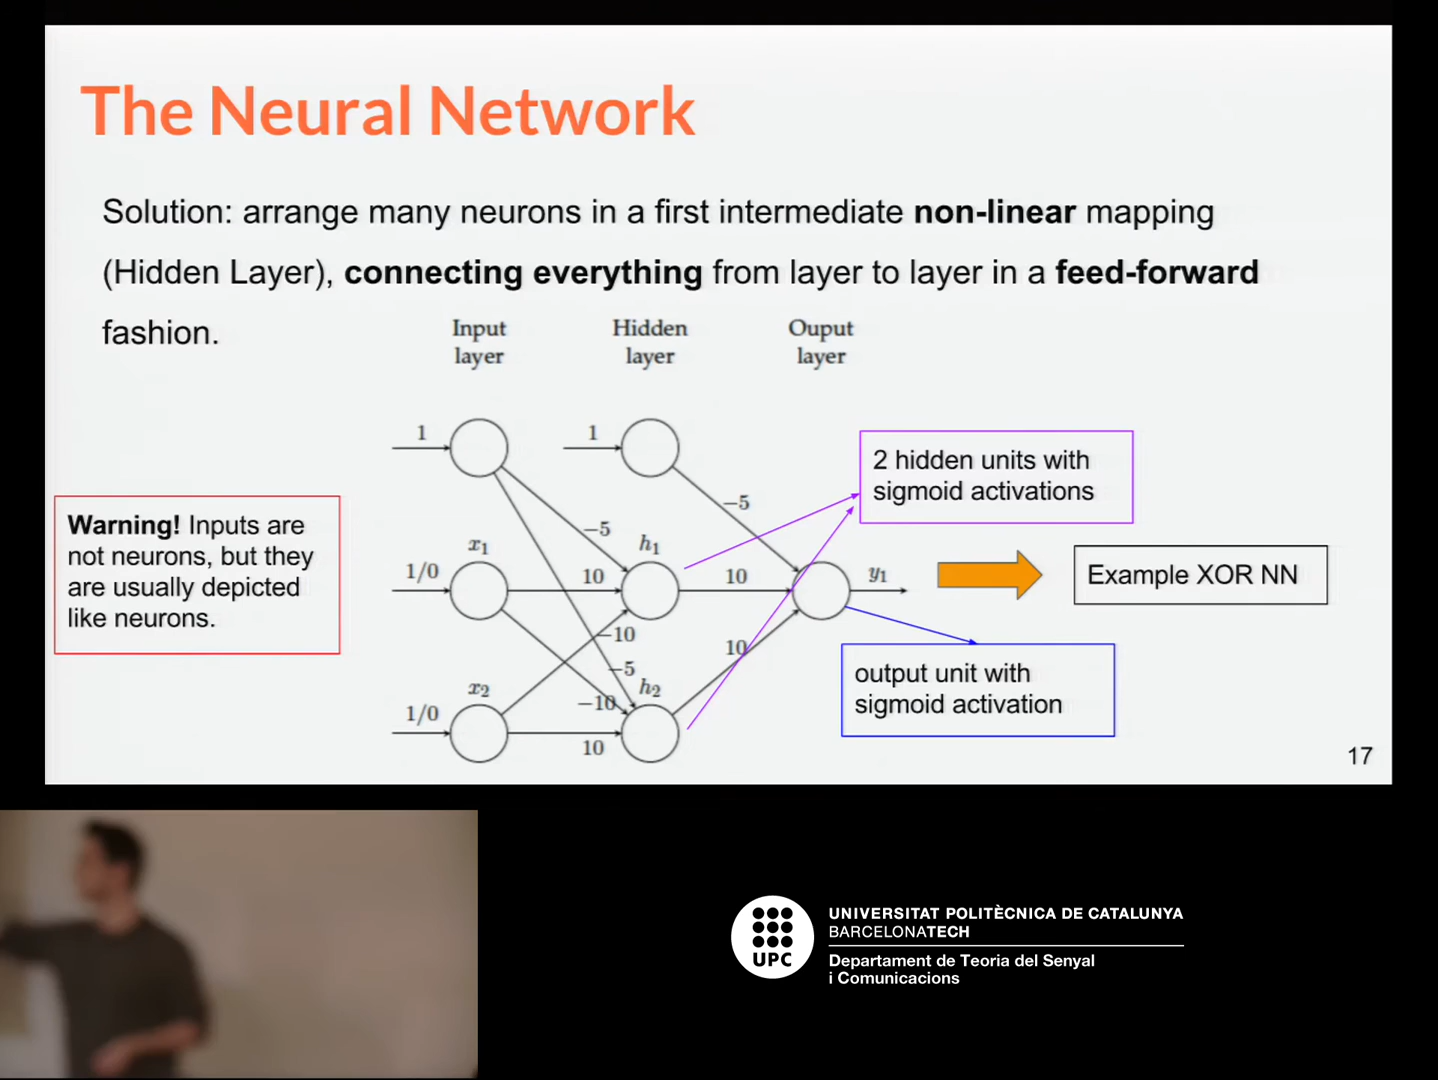 The Neural Network
Solution: arrange many neurons in a first intermediate non-linear mapping
(Hidden Layer), connecting everything from layer to layer in a feed-forward
fashion.
Input
layer
Hidden
layer
Ouput
layer
1
1
2 hidden units with
sigmoid activations
−5
Warning! Inputs are
not neurons, but they
are usually depicted
like neurons.
x1
−5
h1
1/0
10
10
y1
Example XOR NN
−10
10
−5
output unit with
sigmoid activation
x2
h2
−10
1/0
10
17
UPC
UNIVERSITAT POLITÈCNICA DE CATALUNYA
BARCELONATECH
Departament de Teoria del Senyal
i Comunicacions